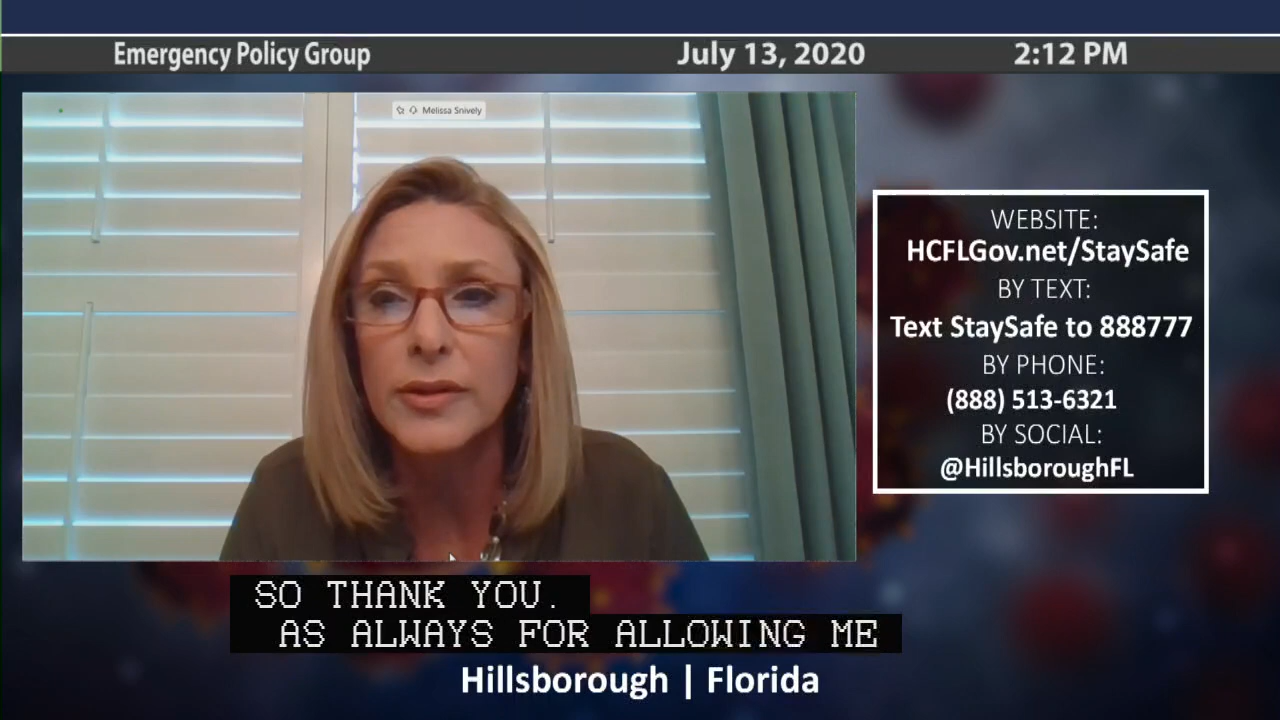 Emergency Policy Group July 13, 2020 2:12 PM
Melissa Snively
WEBSITE:
HCFLGov.net/StaySafe
BY TEXT:
Text StaySafe to 888777
BY PHONE:
(888) 513-6321
BY SOCIAL:
@HillsboroughFL
SO THANK YOU.
AS ALWAYS FOR ALLOWING ME
Hillsborough | Florida